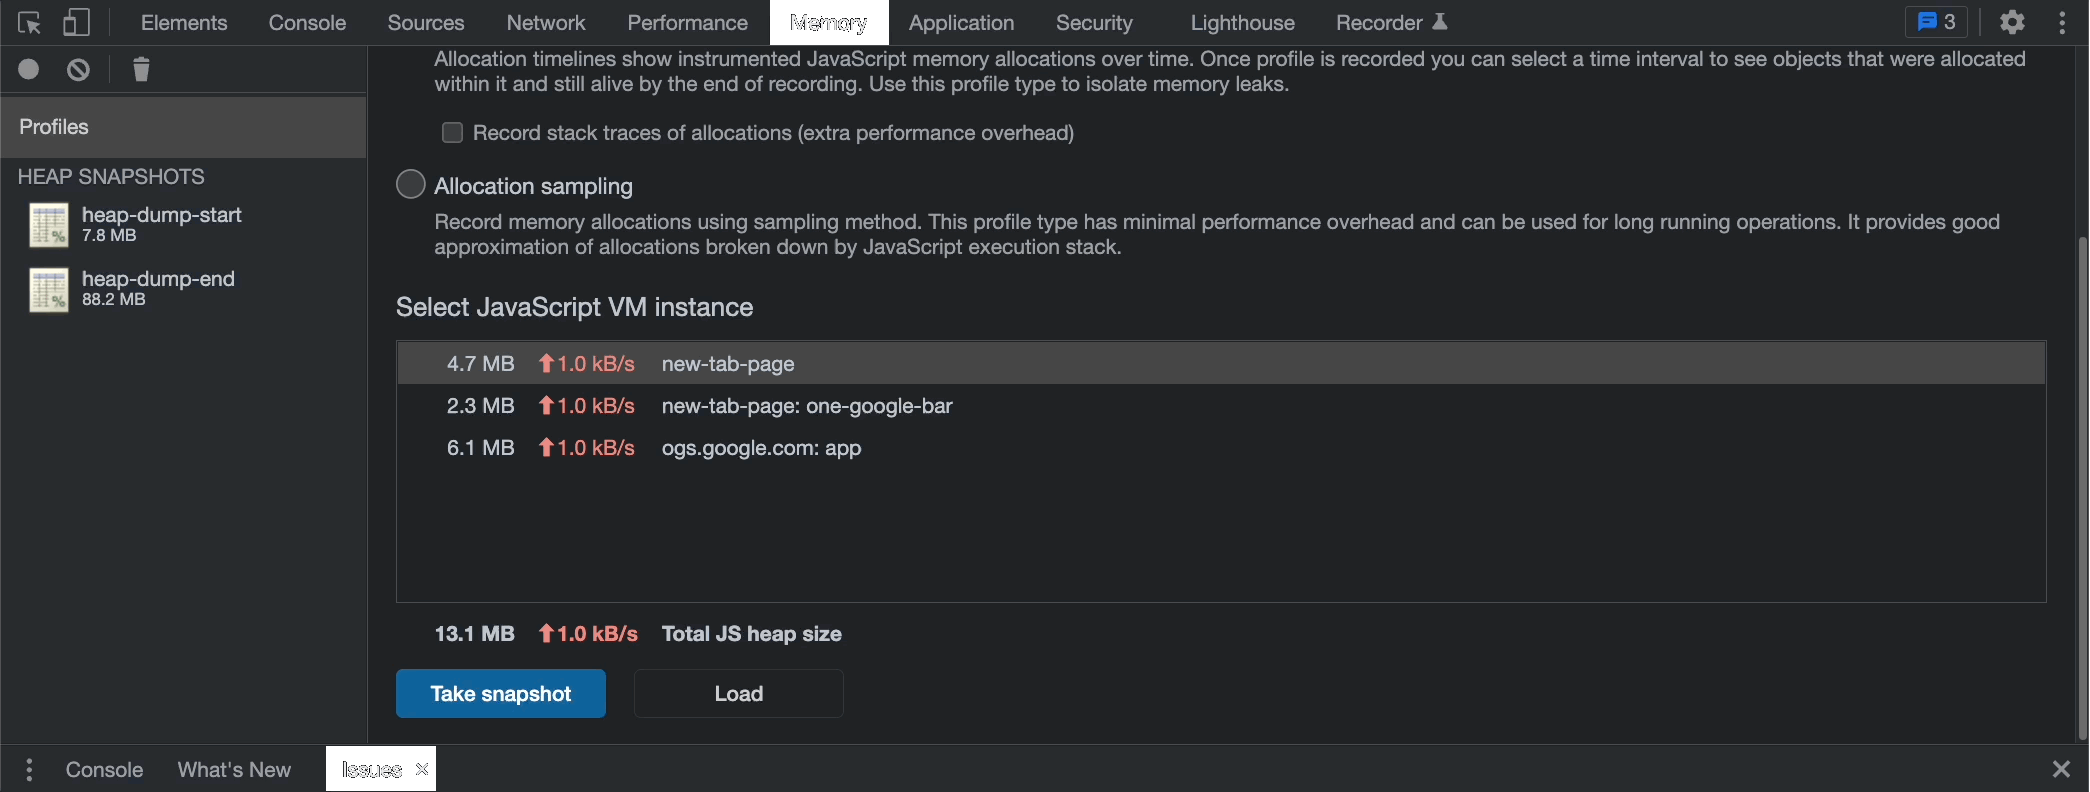 Elements Console Sources Network Performance Memory Application Security Lighthouse Recorder 3
Allocation timelines show instrumented JavaScript memory allocations over time. Once profile is recorded you can select a time interval to see objects that were allocated
within it and still alive by the end of recording. Use this profile type to isolate memory leaks.
Profiles
Record stack traces of allocations (extra performance overhead)
HEAP SNAPSHOTS
heap-dump-start
7.8 MB
heap-dump-end
88.2 MB
Allocation sampling
Record memory allocations using sampling method. This profile type has minimal performance overhead and can be used for long running operations. It provides good
approximation of allocations broken down by JavaScript execution stack.
Select JavaScript VM instance
4.7 MB 1.0 kB/s new-tab-page
2.3 MB 1.0 kB/s new-tab-page: one-google-bar
6.1 MB 1.0 kB/s ogs.google.com: app
13.1 MB 1.0 kB/s Total JS heap size
Take snapshot Load
Console What's New Issues